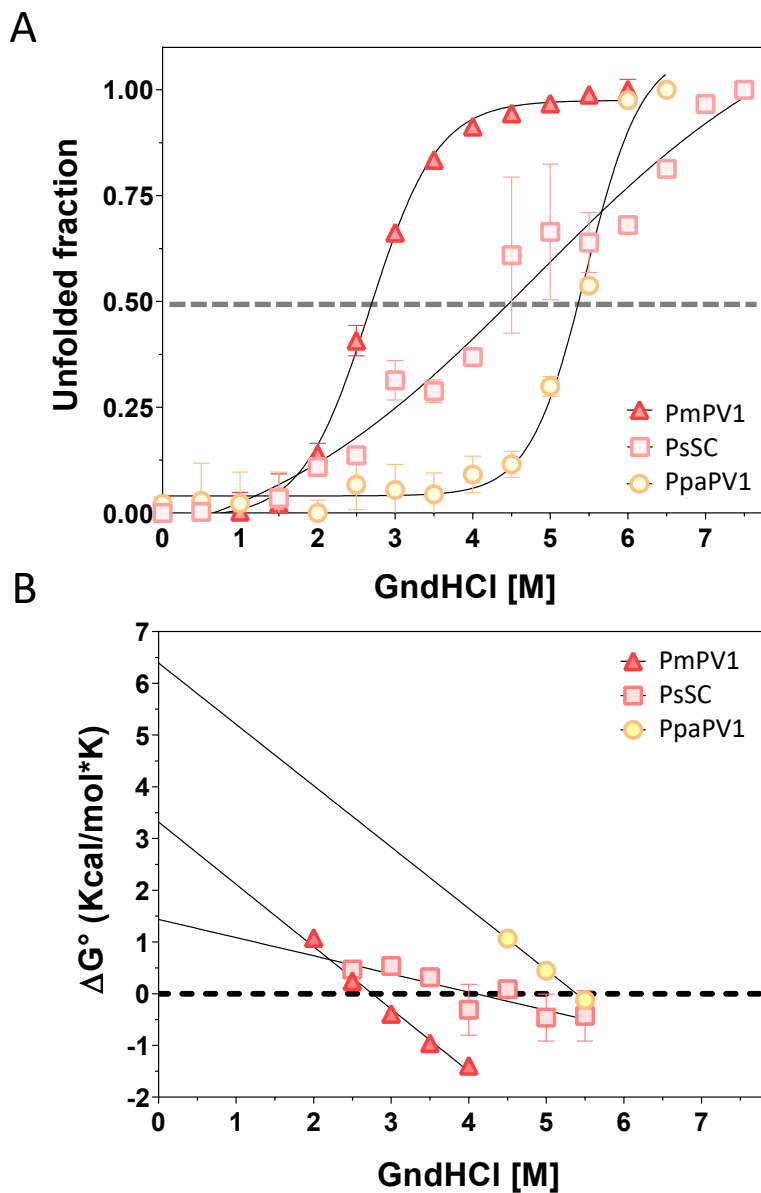 A
Unfolded fraction
1.00
0.75
0.50
0.25
0.00
0 1 2 3 4 5 6 7
GndHCl [M]
PmPV1
PsSC
PpaPV1
B
ΔG° (Kcal/mol*K)
7
6
5
4
3
2
1
0
-1
-2
0 1 2 3 4 5 6 7
GndHCl [M]
PmPV1
PsSC
PpaPV1